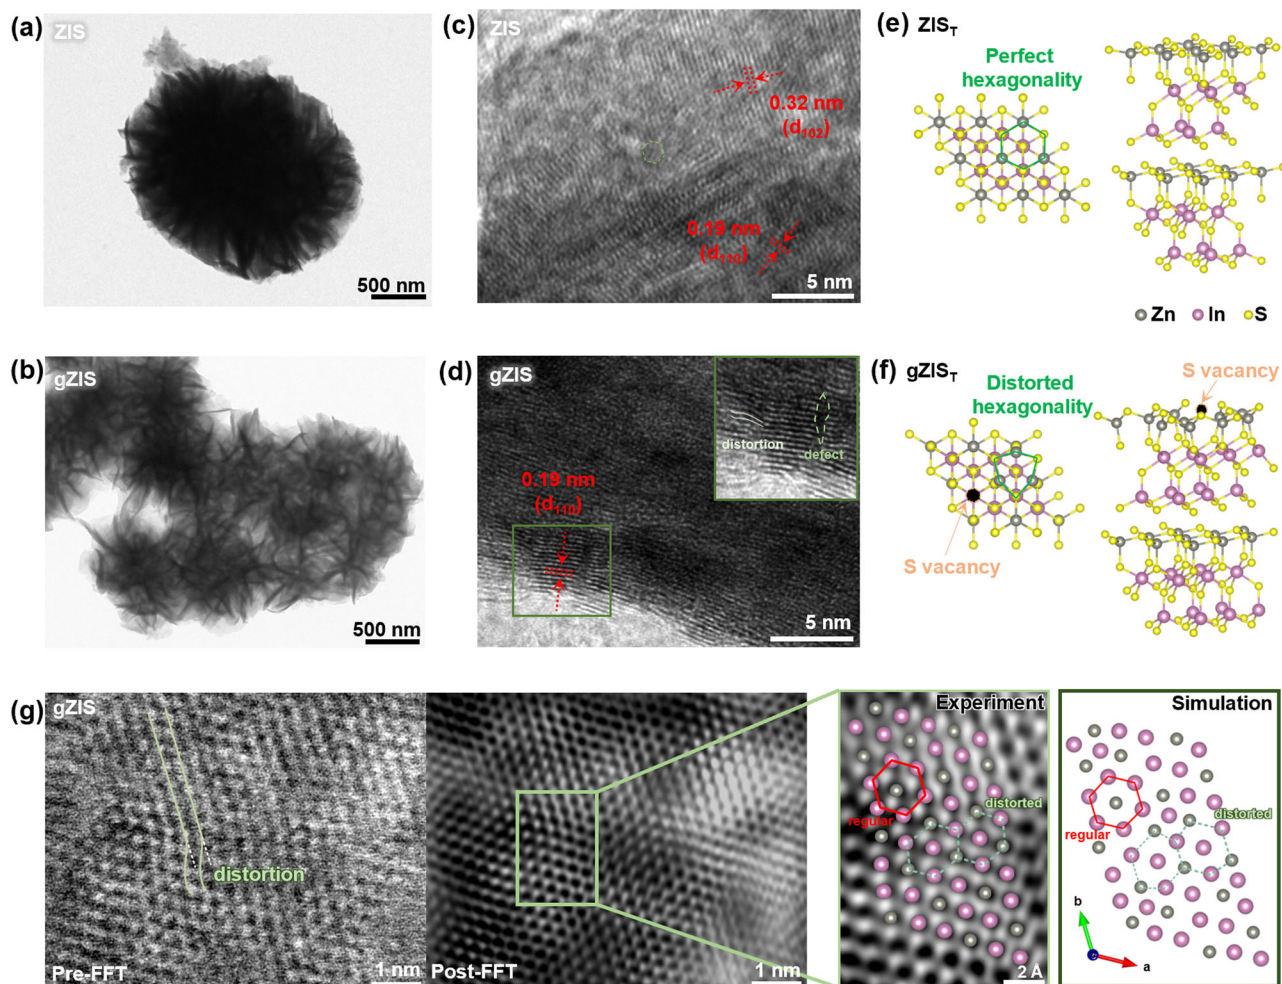 (a)
ZIS
500 nm
(c)
ZIS
0.32 nm
(d102)
0.19 nm
(d110)
5 nm
(e) ZIST
Perfect
hexagonality
Zn In S
(b)
gZIS
500 nm
(d)
gZIS
distortion
defect
0.19 nm
(d110)
5 nm
(f) gZIST
Distorted
hexagonality
S vacancy
S vacancy
(g)
gZIS
distortion
Pre-FFT
1 nm
Post-FFT
1 nm
Experiment
distorted
regular
2 Å
Simulation
distorted
regular
b
a